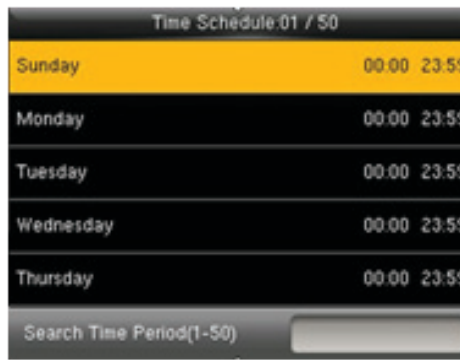 Time Schedule:01 / 50
Sunday 00:00 23:5
Monday 00:00 23:5
Tuesday 00:00 23:5
Wednesday 00:00 23:5
Thursday 00:00 23:5
Search Time Period(1-50)